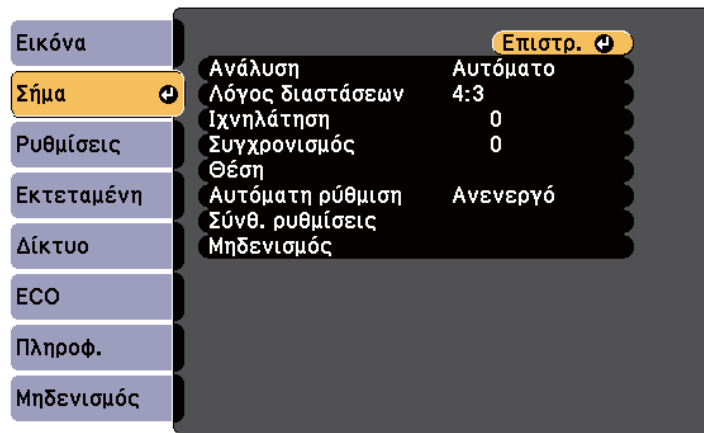 Εικόνα
Σήμα
Ρυθμίσεις
Εκτεταμένη
Δίκτυο
ECO
Πληροφ.
Μηδενισμός
Επιστρ.
Ανάλυση Αυτόματο
Λόγος διαστάσεων 4:3
Ιχνηλάτηση 0
Συγχρονισμός 0
Θέση
Αυτόματη ρύθμιση Ανενεργό
Σύνθ. ρυθμίσεις
Μηδενισμός